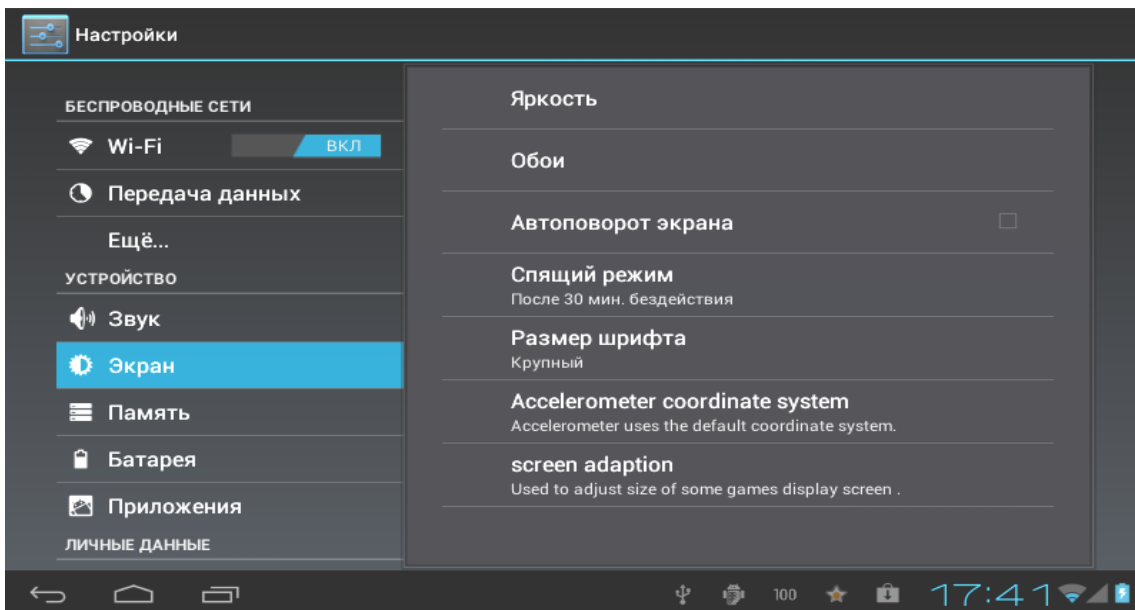 Настройки
БЕСПРОВОДНЫЕ СЕТИ
Wi-Fi ВКЛ
Передача данных
Ещё...
УСТРОЙСТВО
Звук
Экран
Память
Батарея
Приложения
ЛИЧНЫЕ ДАННЫЕ
Яркость
Обои
Автоповорот экрана
Спящий режим
После 30 мин. бездействия
Размер шрифта
Крупный
Accelerometer coordinate system
Accelerometer uses the default coordinate system.
screen adaption
Used to adjust size of some games display screen .
100 17:41